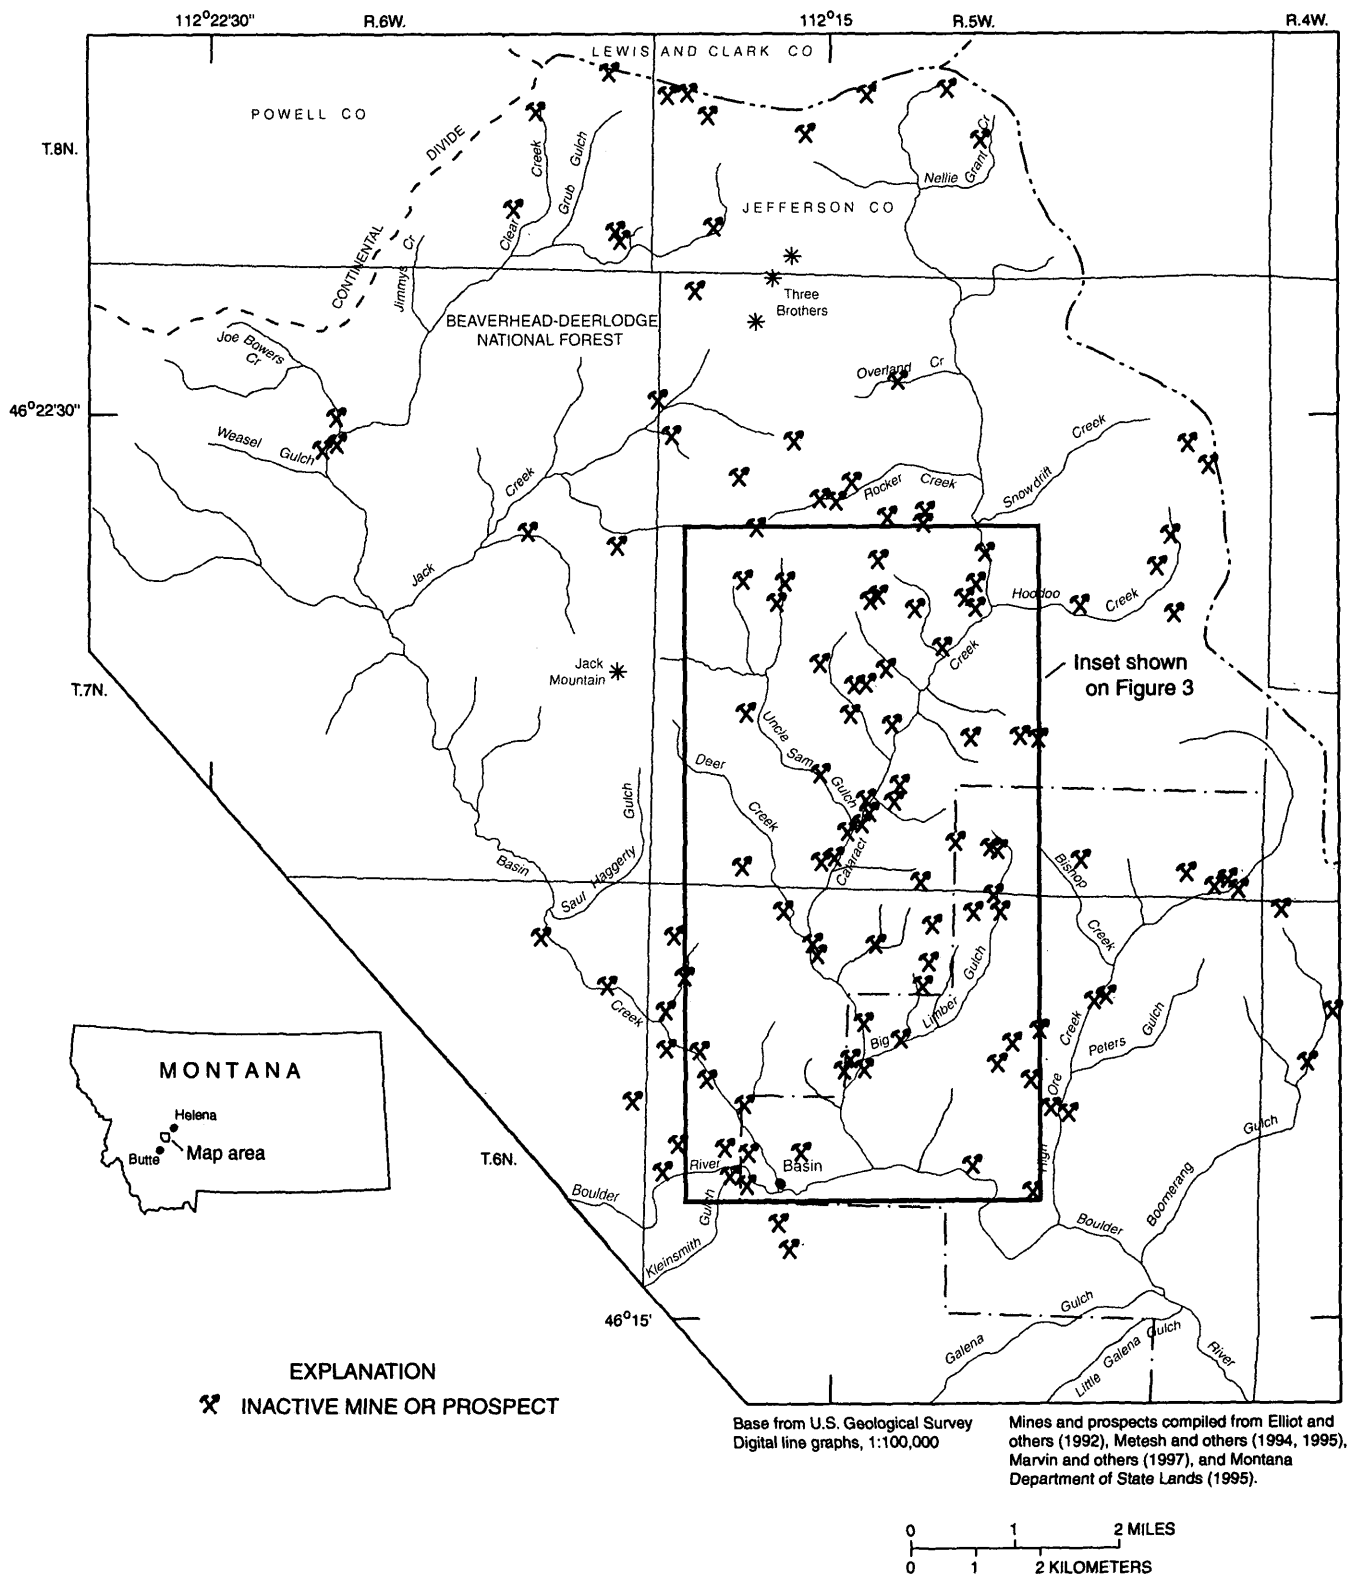 112°22'30"
R.6W.
112°15
R.5W.
R.4W.
LEWIS AND CLARK CO
POWELL CO
T.8N.
DIVIDE
Creek
Gulch
Grub
Nellie Grant Cr
JEFFERSON CO
Clear
CONTINENTAL
Jimmys Cr
Three
Brothers
BEAVERHEAD-DEERLODGE
NATIONAL FOREST
Joe Bowers
Cr
Overland Cr
46°22'30"
Weasel
Gulch
Creek
Snowdrift
Creek
Rocker Creek
Jack
Hoodoo
Creek
Creek
Jack
Mountain
Inset shown
on Figure 3
T.7N.
Uncle
Sam
Gulch
Deer
Creek
Gulch
Cataract
Basin
Saul Haggerty
Bishop
Creek
Gulch
Creek
Limber
Big
Creek
Peters
Gulch
MONTANA
Helena
Butte
Map area
Ore
Gulch
High
T.6N.
River
Basin
Boulder
Gulch
Boomerang
Boulder
Kleinsmith
46°15'
Gulch
Galena
Little Galena Gulch
River
EXPLANATION
INACTIVE MINE OR PROSPECT
Base from U.S. Geological Survey
Digital line graphs, 1:100,000
Mines and prospects compiled from Elliot and
others (1992), Metesh and others (1994, 1995),
Marvin and others (1997), and Montana
Department of State Lands (1995).
0 1 2 MILES
0 1 2 KILOMETERS